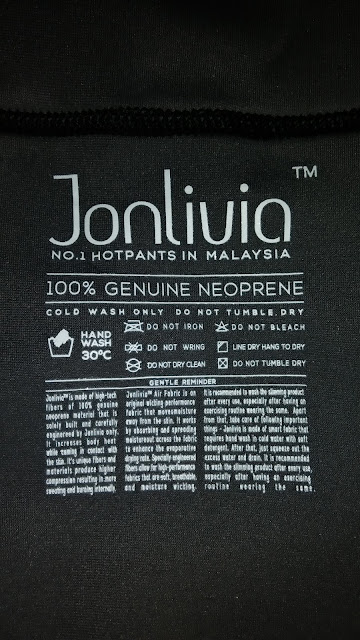 Jonlivia™
NO.1 HOTPANTS IN MALAYSIA
100% GENUINE NEOPRENE
COLD WASH ONLY DO NOT TUMBLE.DRY
HAND WASH 30°C
DO NOT IRON
DO NOT BLEACH
DO NOT WRING
LINE DRY HANG TO DRY
DO NOT DRY CLEAN
DO NOT TUMBLE DRY
GENTLE REMINDER
Jonlivia™ is made of high-tech
fibers of 100% genuine
neoprene material that is
solely built and carefully
engineered by Jonlivia only.
It increases body heat
while coming in contact with
the skin. It's unique fibers and
materials produce higher
compression resulting in more
sweating and burning internally.
Jonlivia™ Air Fabric is an
original wicking performance
fabric that movesmoisture
away from the skin. It works
by absorbing and spreading
moistureout across the fabric
to enhance the evaporative
drying rate. Specially engineered
fibers allow for high-performance
fabrics that are soft, breathable,
and moisture wicking.
It is recommended to wash the slimming product
after every use, especially after having an
exercising routine wearing the same. Apart
from that, take care of following important
things - Jonlivia is made of smart fabric that
requires hand wash in cold water with soft
detergent. After that, just squeeze out the
excess water and drain. It is recommended
to wash the slimming product after every use,
especially after having an exercising
routine wearing the same.